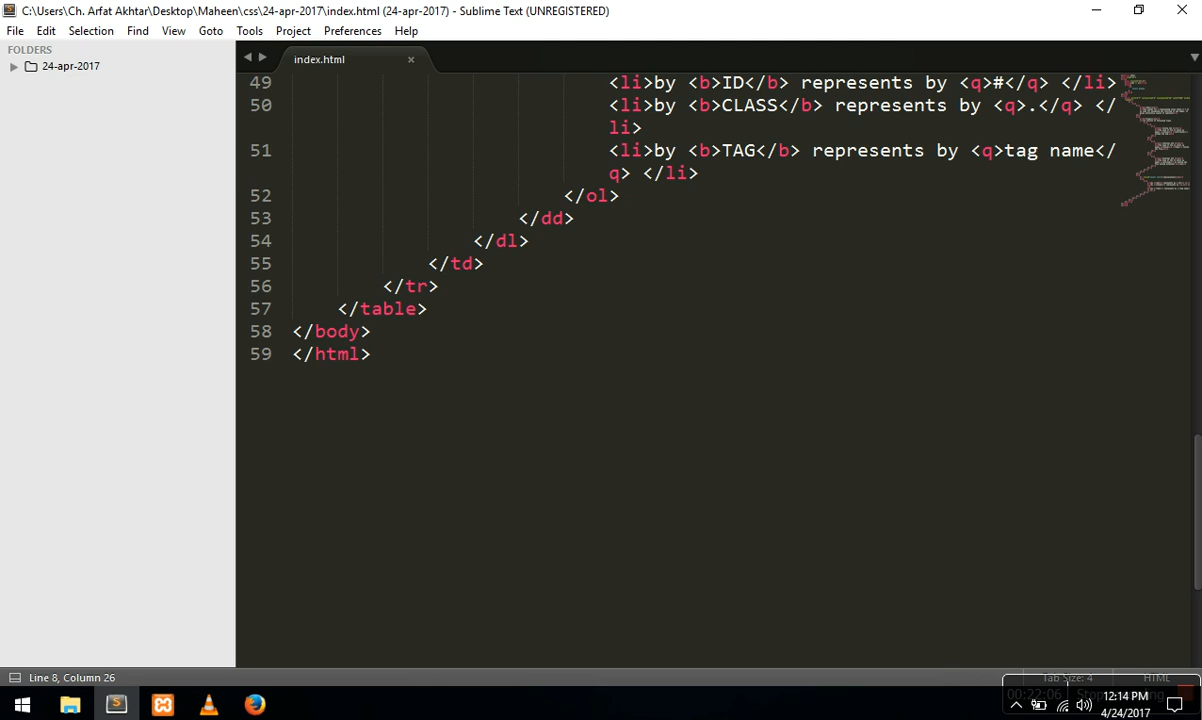 C:\Users\Ch. Arfat Akhtar\Desktop\Maheen\css\24-apr-2017\index.html (24-apr-2017) - Sublime Text (UNREGISTERED)
File Edit Selection Find View Goto Tools Project Preferences Help
FOLDERS
24-apr-2017
index.html
49 <li>by <b>ID</b> represents by <q>#</q> </li>
50 <li>by <b>CLASS</b> represents by <q>.</q> </
li>
51 <li>by <b>TAG</b> represents by <q>tag name</
q> </li>
52 </ol>
53 </dd>
54 </dl>
55 </td>
56 </tr>
57 </table>
58 </body>
59 </html>
Line 8, Column 26
Tab Size: 4 HTML
00:22:06
12:14 PM
4/24/2017